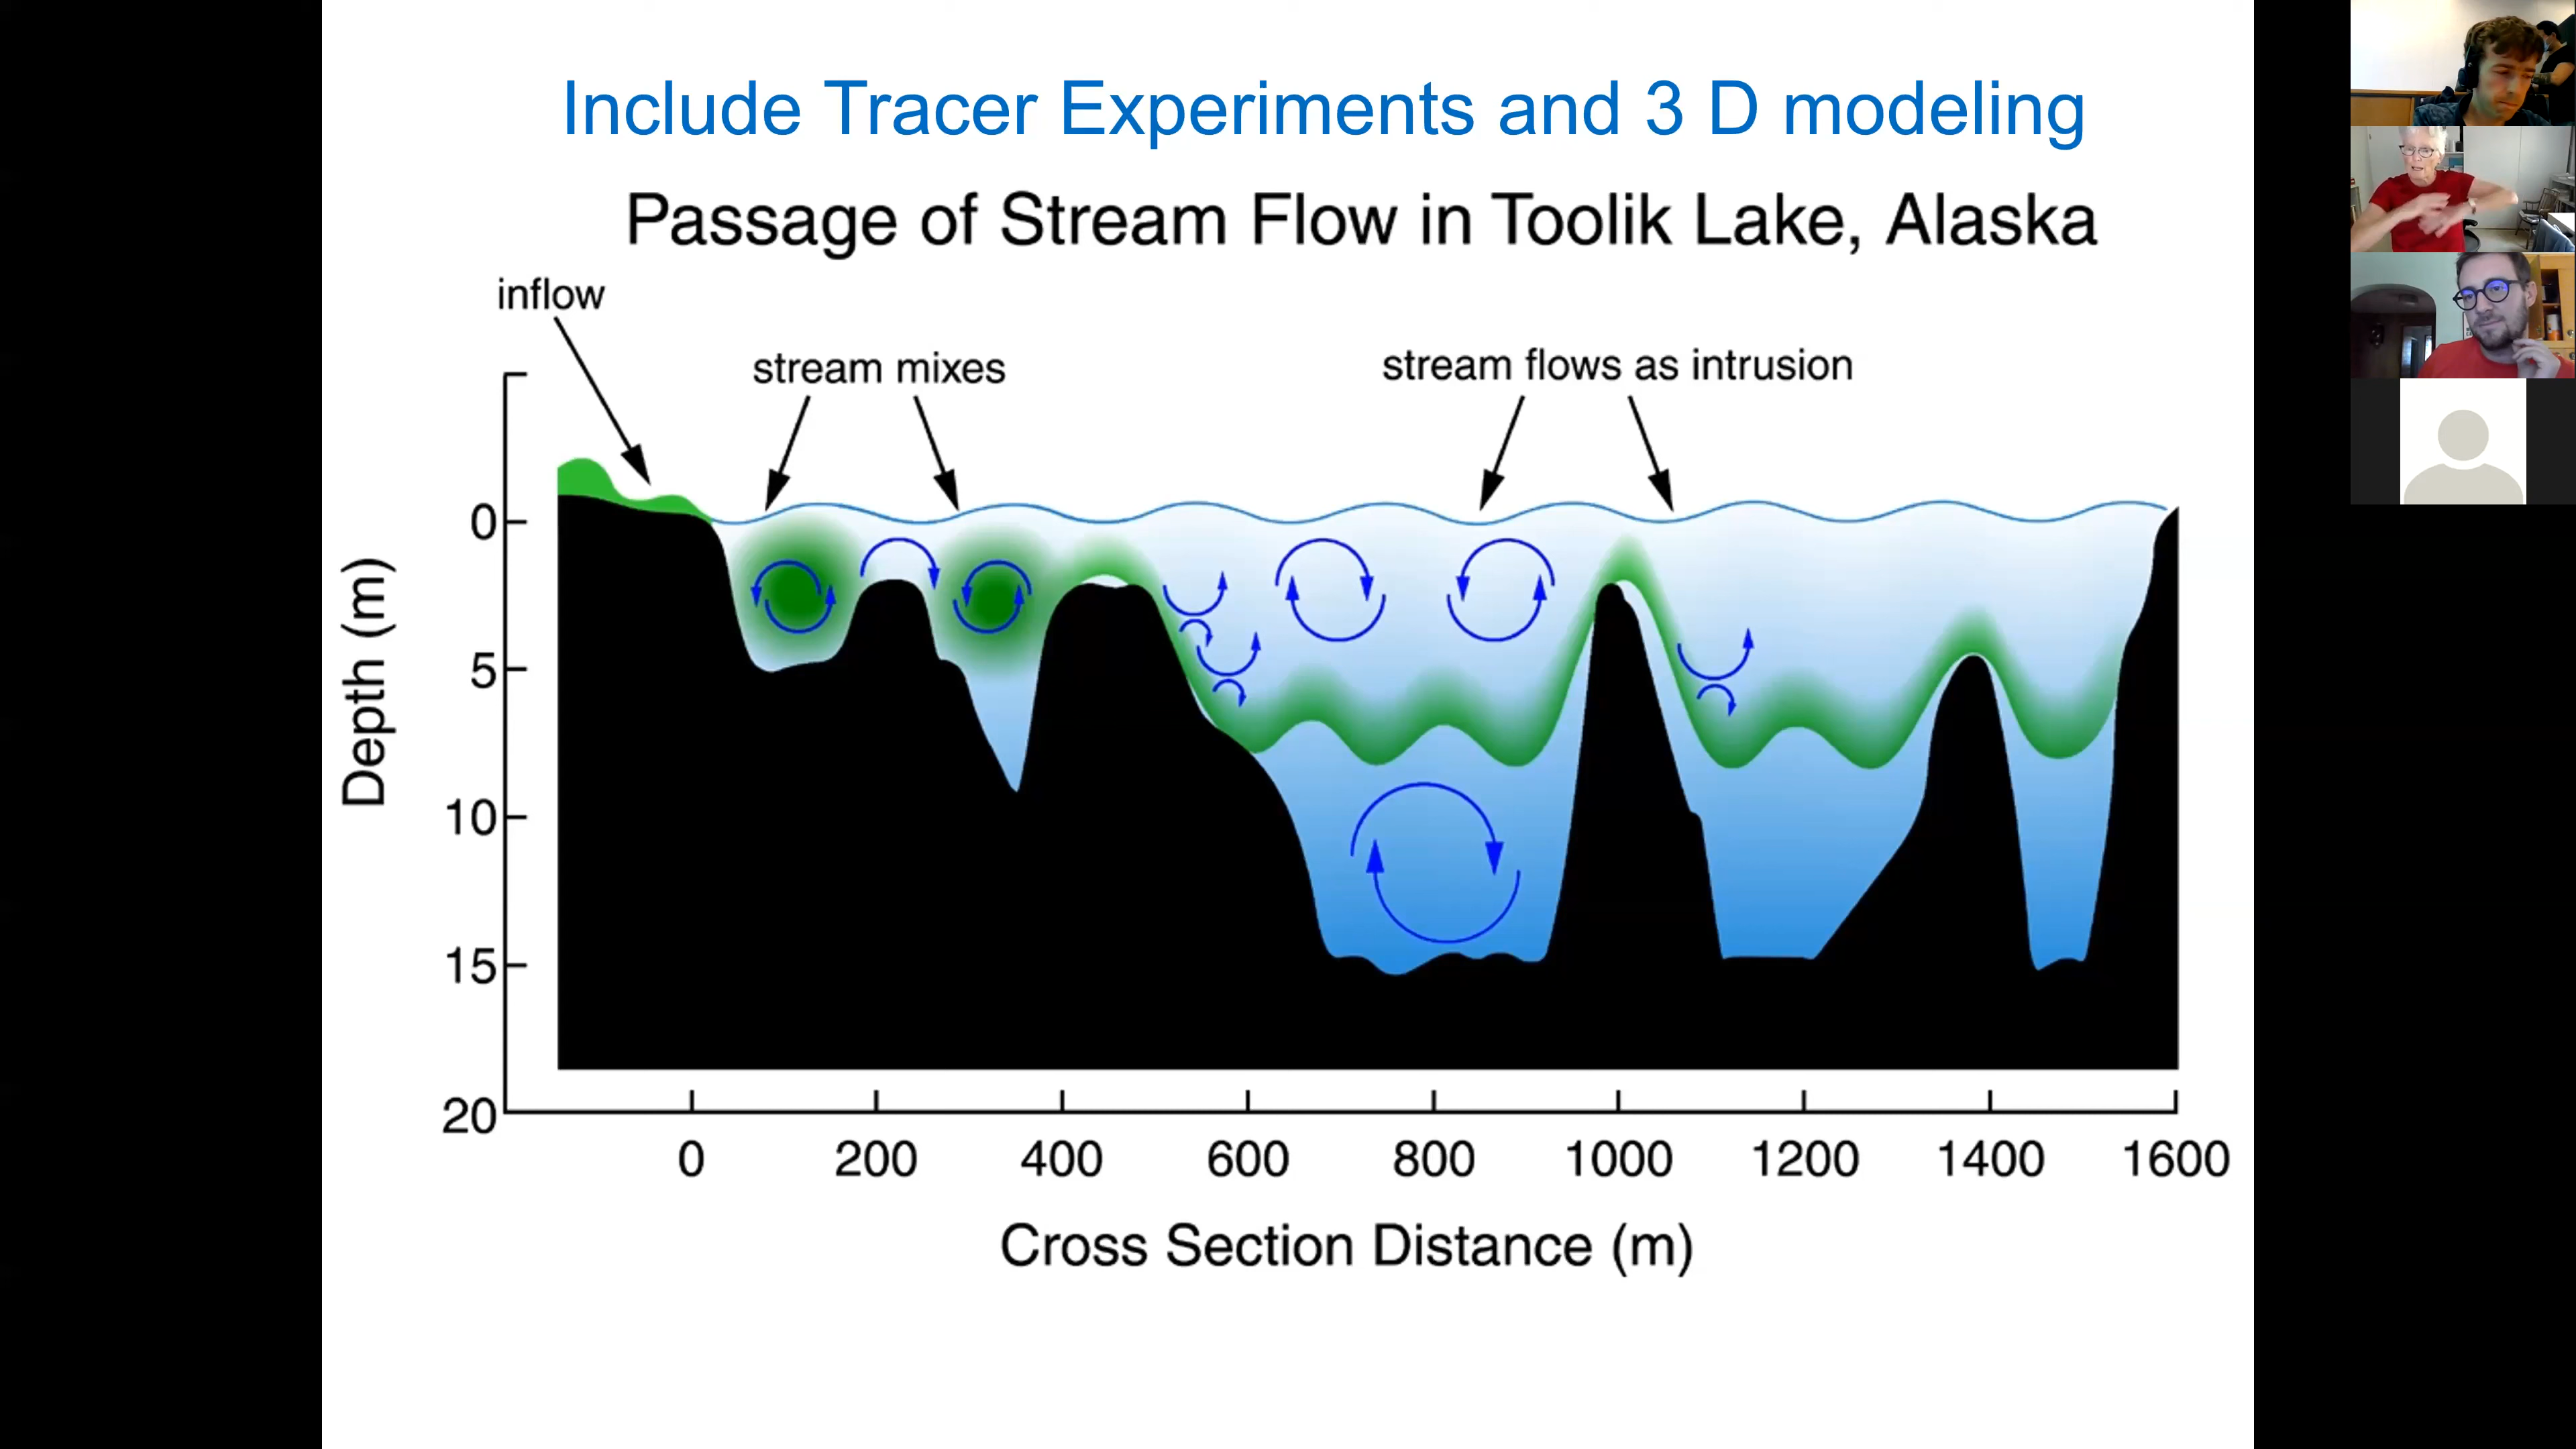 Include Tracer Experiments and 3 D modeling
Passage of Stream Flow in Toolik Lake, Alaska
inflow
stream mixes
stream flows as intrusion
Depth (m)
0
5
10
15
20
0 200 400 600 800 1000 1200 1400 1600
Cross Section Distance (m)